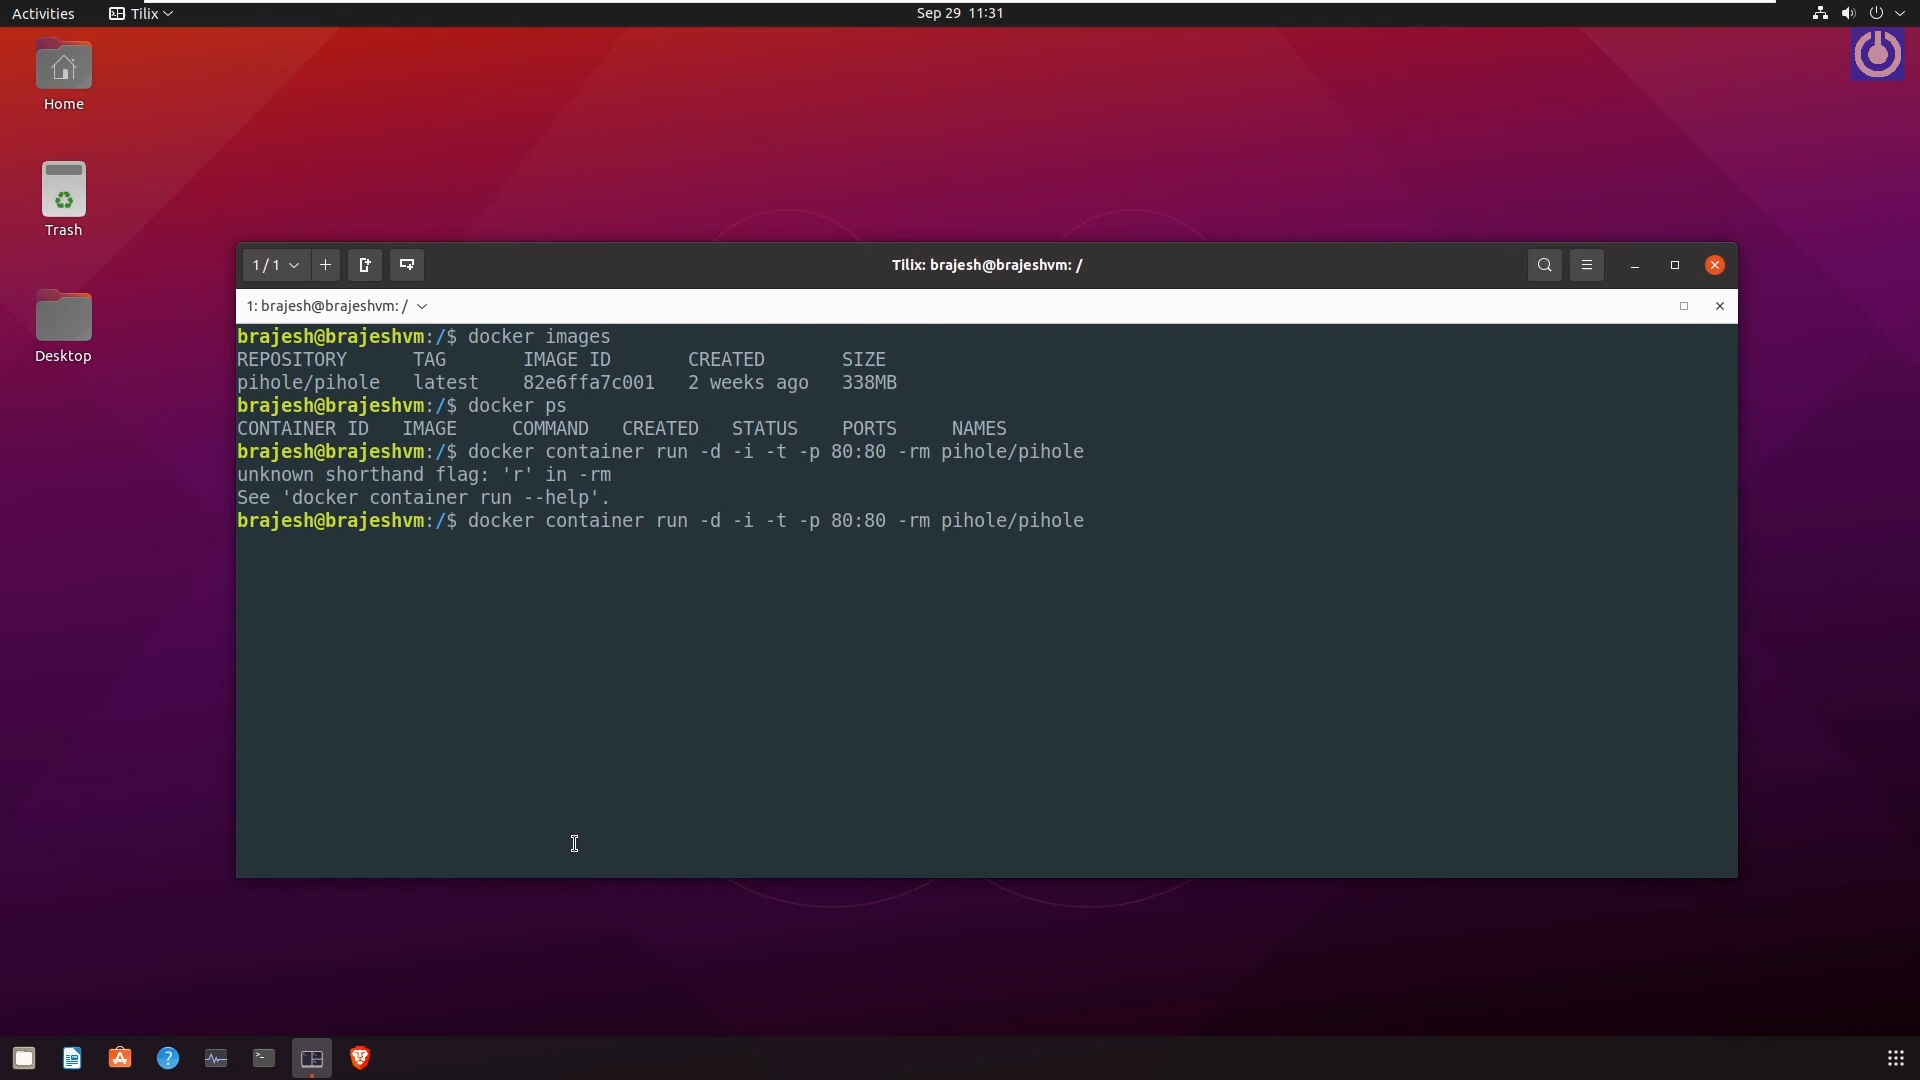 Activities
Tilix
Sep 29 11:31
Home
Trash
Desktop
1 / 1
Tilix: brajesh@brajeshvm: /
1: brajesh@brajeshvm: /
brajesh@brajeshvm:/$ docker images
REPOSITORY TAG IMAGE ID CREATED SIZE
pihole/pihole latest 82e6ffa7c001 2 weeks ago 338MB
brajesh@brajeshvm:/$ docker ps
CONTAINER ID IMAGE COMMAND CREATED STATUS PORTS NAMES
brajesh@brajeshvm:/$ docker container run -d -i -t -p 80:80 -rm pihole/pihole
unknown shorthand flag: 'r' in -rm
See 'docker container run --help'.
brajesh@brajeshvm:/$ docker container run -d -i -t -p 80:80 -rm pihole/pihole